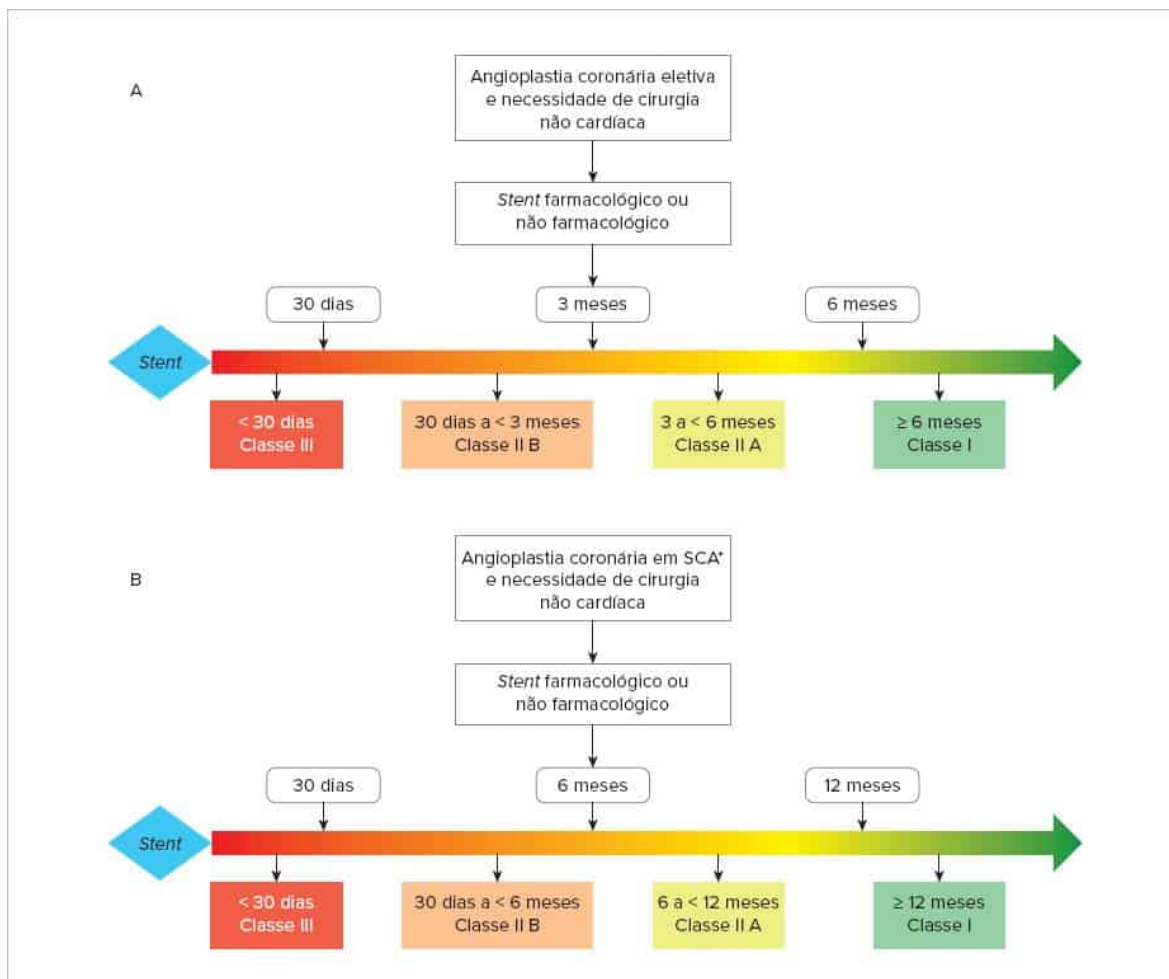 A
Angioplastia coronária eletiva
e necessidade de cirurgia
não cardíaca
Stent farmacológico ou
não farmacológico
30 dias
3 meses
6 meses
Stent
< 30 dias
Classe III
30 dias a < 3 meses
Classe II B
3 a < 6 meses
Classe II A
≥ 6 meses
Classe I
B
Angioplastia coronária em SCA*
e necessidade de cirurgia
não cardíaca
Stent farmacológico ou
não farmacológico
30 dias
6 meses
12 meses
Stent
< 30 dias
Classe III
30 dias a < 6 meses
Classe II B
6 a < 12 meses
Classe II A
≥ 12 meses
Classe I